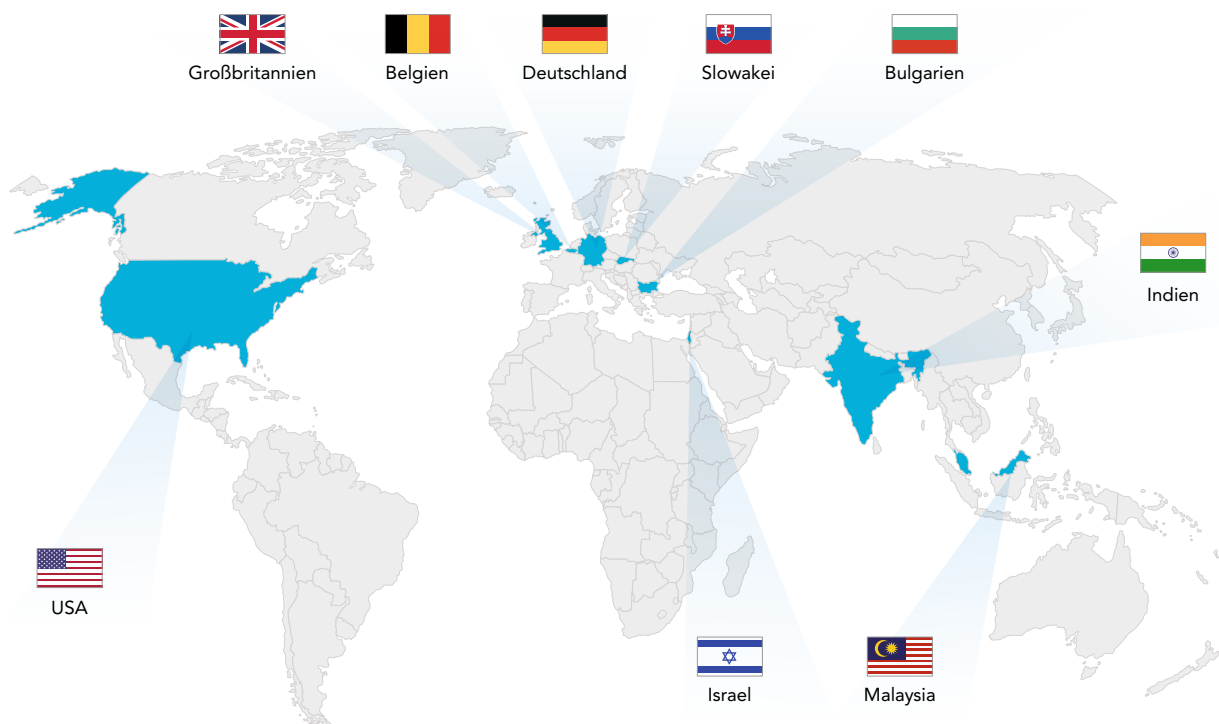 Großbritannien
Belgien
Deutschland
Slowakei
Bulgarien
Indien
USA
Israel
Malaysia